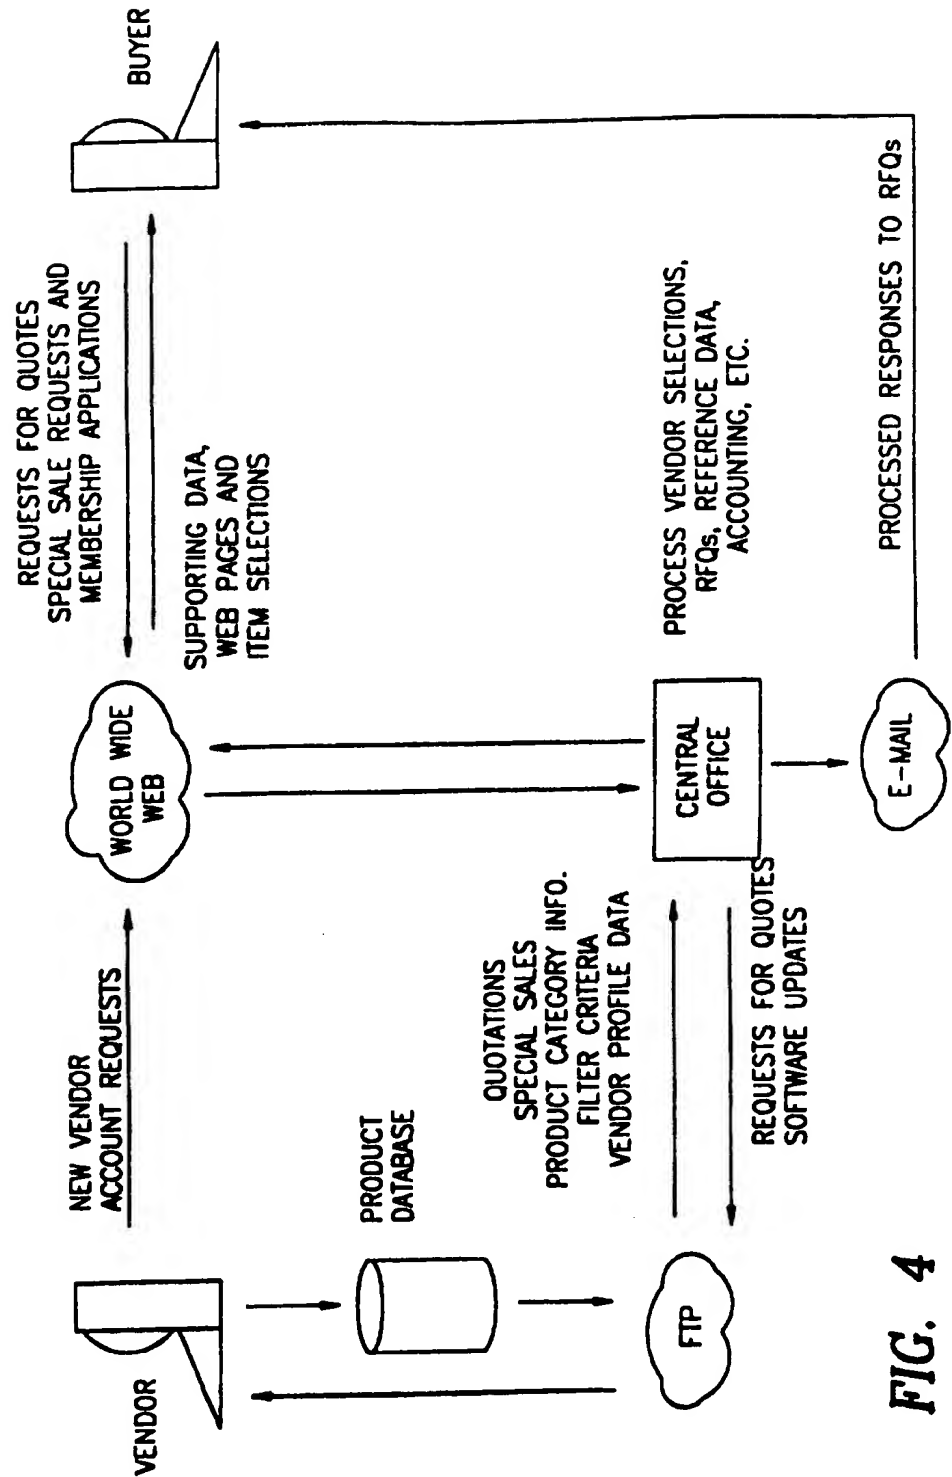 NEW VENDOR
ACCOUNT REQUESTS
REQUESTS FOR QUOTES
SPECIAL SALE REQUESTS AND
MEMBERSHIP APPLICATIONS
VENDOR
WORLD WIDE
WEB
BUYER
SUPPORTING DATA,
WEB PAGES AND
ITEM SELECTIONS
PRODUCT
DATABASE
QUOTATIONS
SPECIAL SALES
PRODUCT CATEGORY INFO.
FILTER CRITERIA
VENDOR PROFILE DATA
FTP
CENTRAL
OFFICE
PROCESS VENDOR SELECTIONS,
RFQs, REFERENCE DATA,
ACCOUNTING, ETC.
REQUESTS FOR QUOTES
SOFTWARE UPDATES
E-MAIL
PROCESSED RESPONSES TO RFQs
FIG. 4